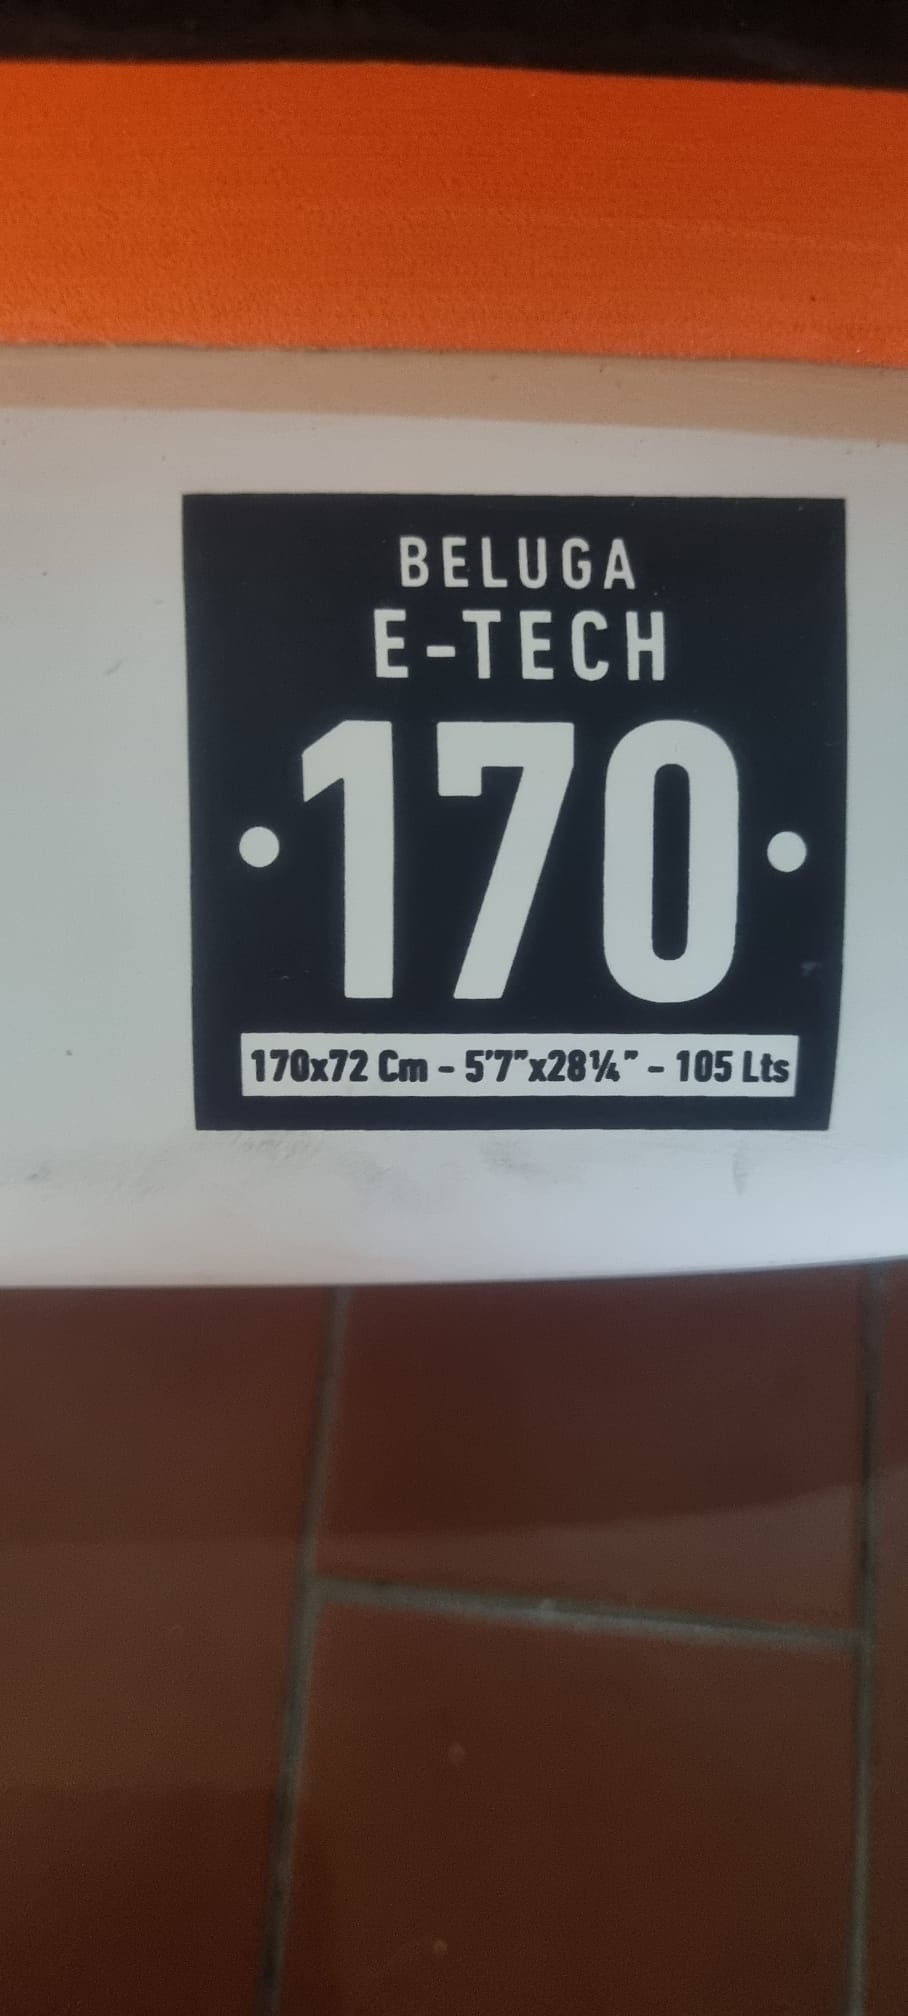 BELUGA
E-TECH
•170•
170x72 Cm - 5'7"x28¼" - 105 Lts